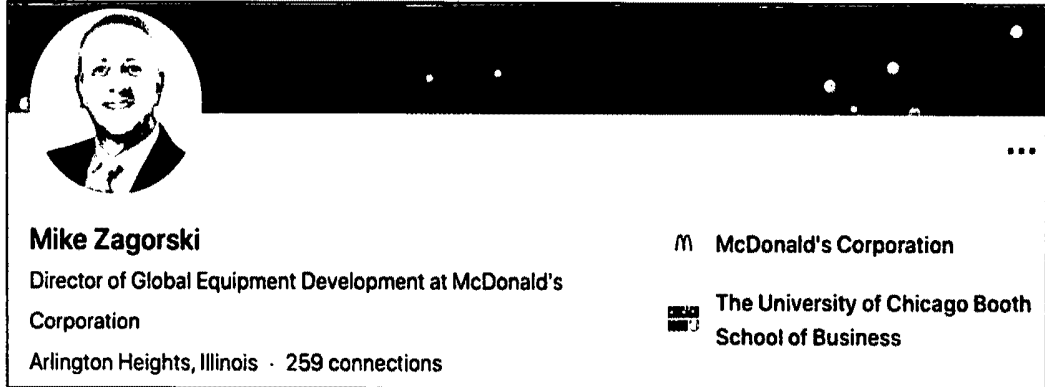 Mike Zagorski
Director of Global Equipment Development at McDonald's
Corporation
Arlington Heights, Illinois · 259 connections
McDonald's Corporation
The University of Chicago Booth
School of Business